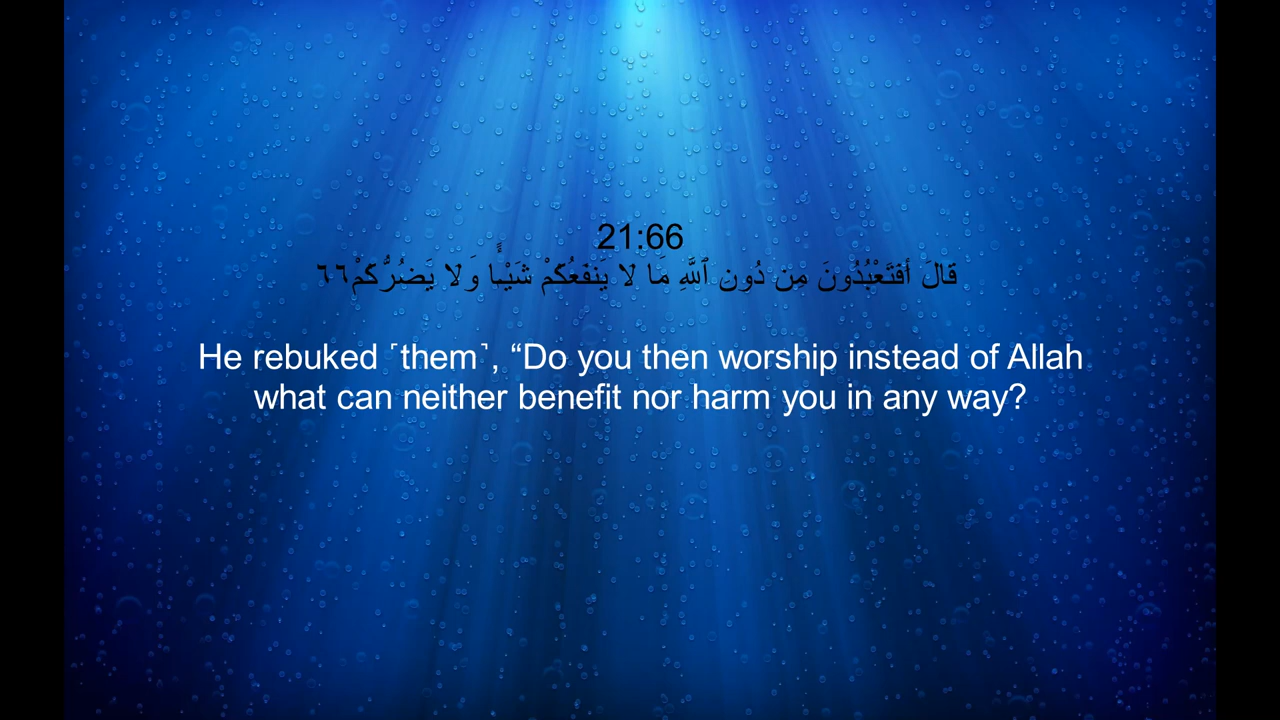 21:66
قَالَ أَفَتَعْبُدُونَ مِن دُونِ ٱللَّهِ مَا لَا يَنفَعُكُمْ شَيْـًٔا وَلَا يَضُرُّكُمْ٦٦
He rebuked ˹them˺, “Do you then worship instead of Allah
what can neither benefit nor harm you in any way?